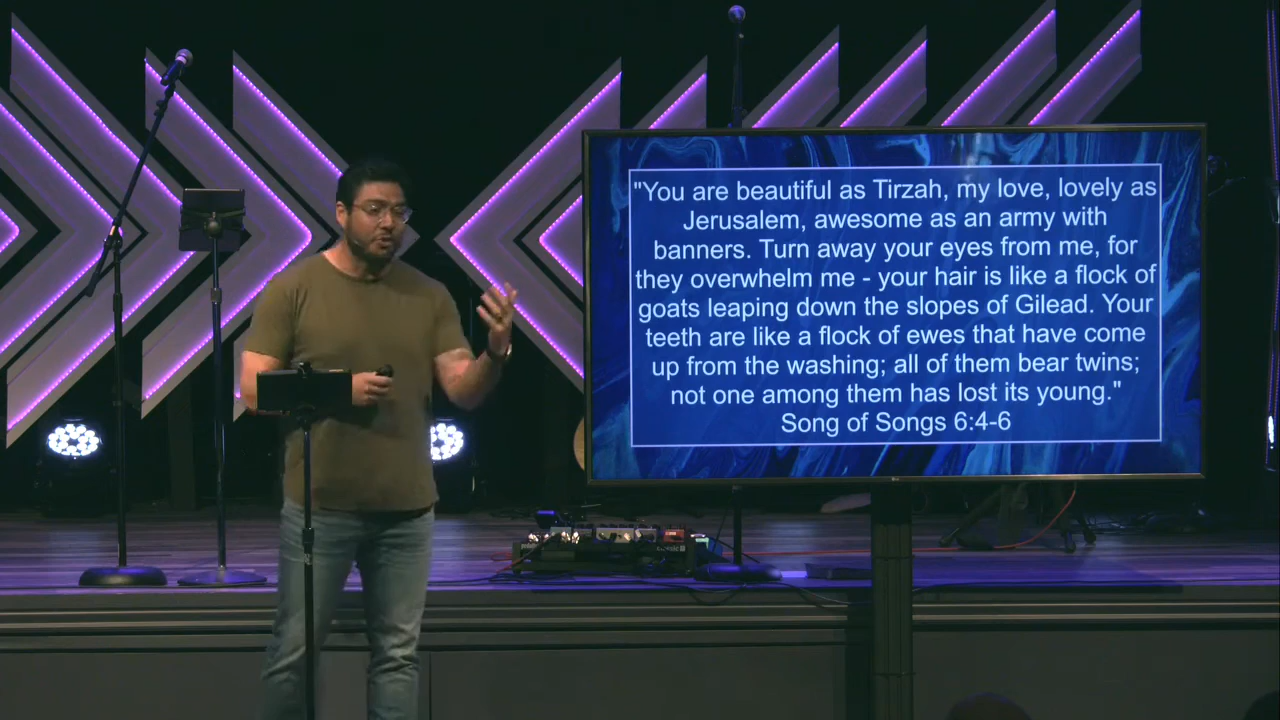 "You are beautiful as Tirzah, my love, lovely as
Jerusalem, awesome as an army with
banners. Turn away your eyes from me, for
they overwhelm me - your hair is like a flock of
goats leaping down the slopes of Gilead. Your
teeth are like a flock of ewes that have come
up from the washing; all of them bear twins;
not one among them has lost its young."
Song of Songs 6:4-6